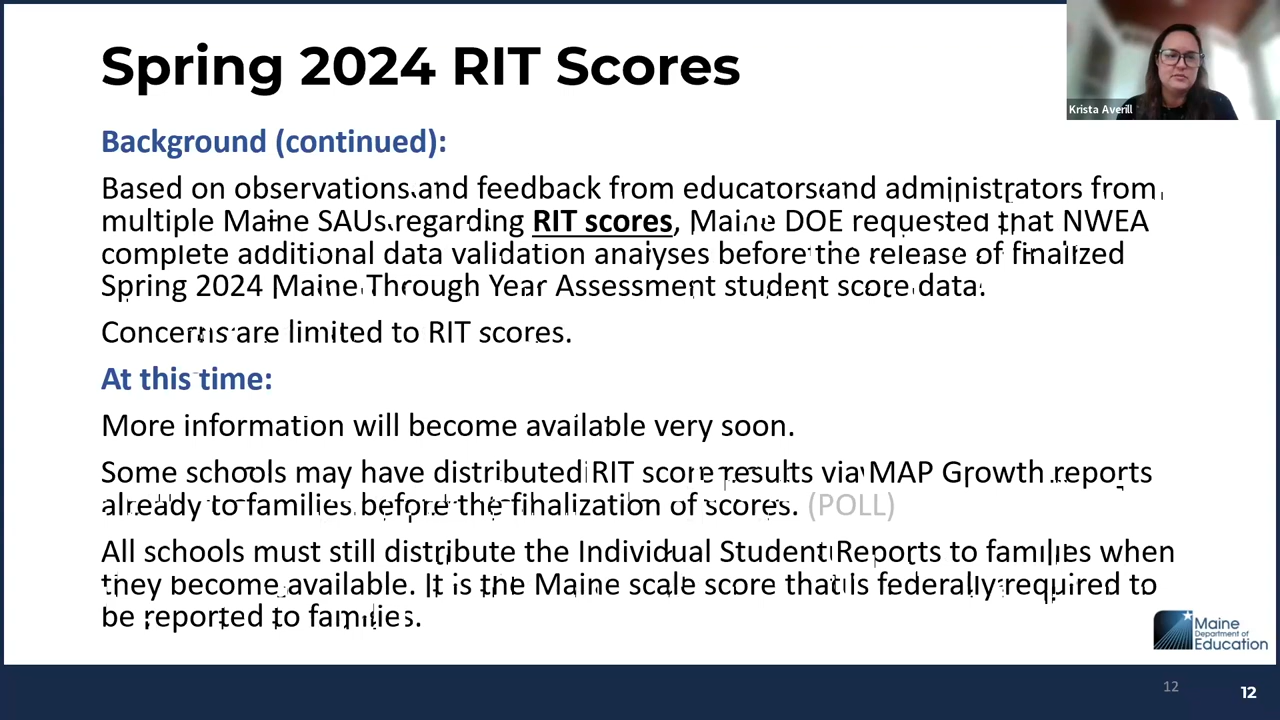 Spring 2024 RIT Scores
Krista Averill
Background (continued):
Based on observations and feedback from educators and administrators from
multiple Maine SAUs regarding RIT scores, Maine DOE requested that NWEA
complete additional data validation analyses before the release of finalized
Spring 2024 Maine Through Year Assessment student score data.
Concerns are limited to RIT scores.
At this time:
More information will become available very soon.
Some schools may have distributed RIT score results via MAP Growth reports
already to families before the finalization of scores. (POLL)
All schools must still distribute the Individual Student Reports to families when
they become available. It is the Maine scale score that is federally required to
be reported to families.
Maine
Department of
Education
12
12